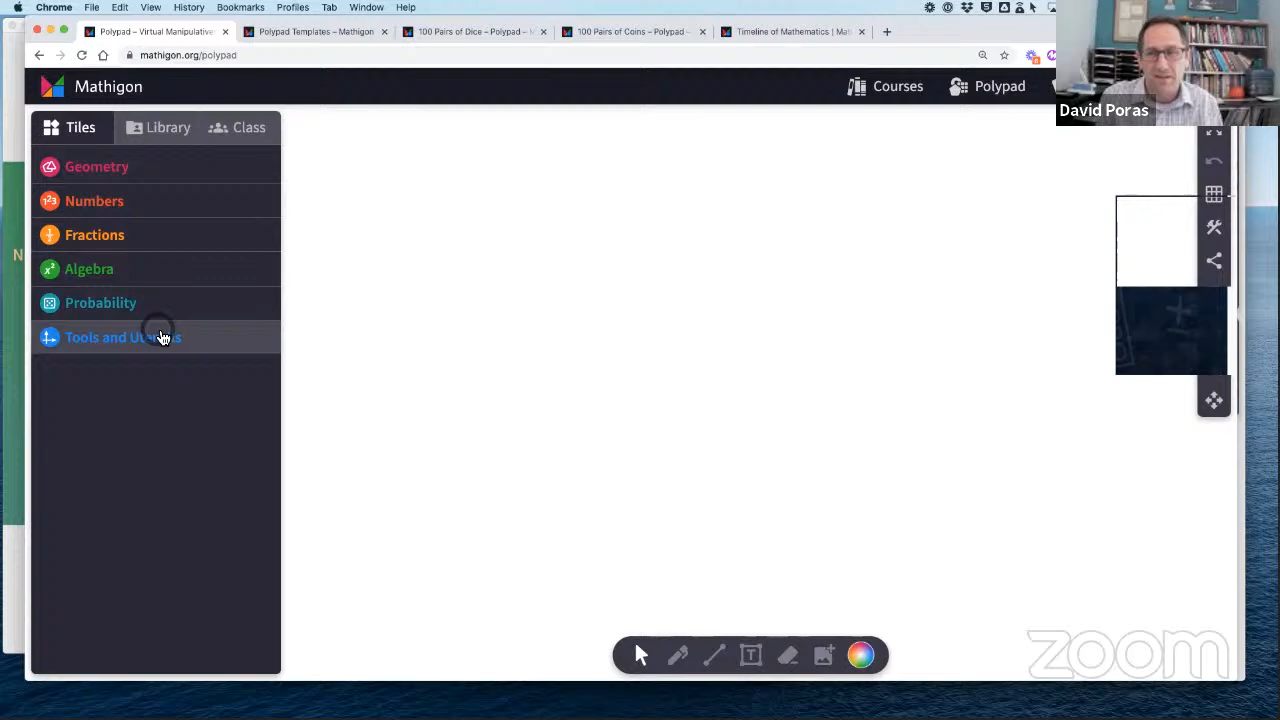 Chrome File Edit View History Bookmarks Profiles Tab Window Help
Polypad – Virtual Manipulative Polypad Templates – Mathigon 100 Pairs of Dice – Polypad – 100 Pairs of Coins – Polypad – Timeline of Mathematics | Mat
mathigon.org/polypad
Mathigon Courses Polypad
David Poras
Tiles Library Class
Geometry
Numbers
Fractions
Algebra
Probability
Tools and
N
T
zoom